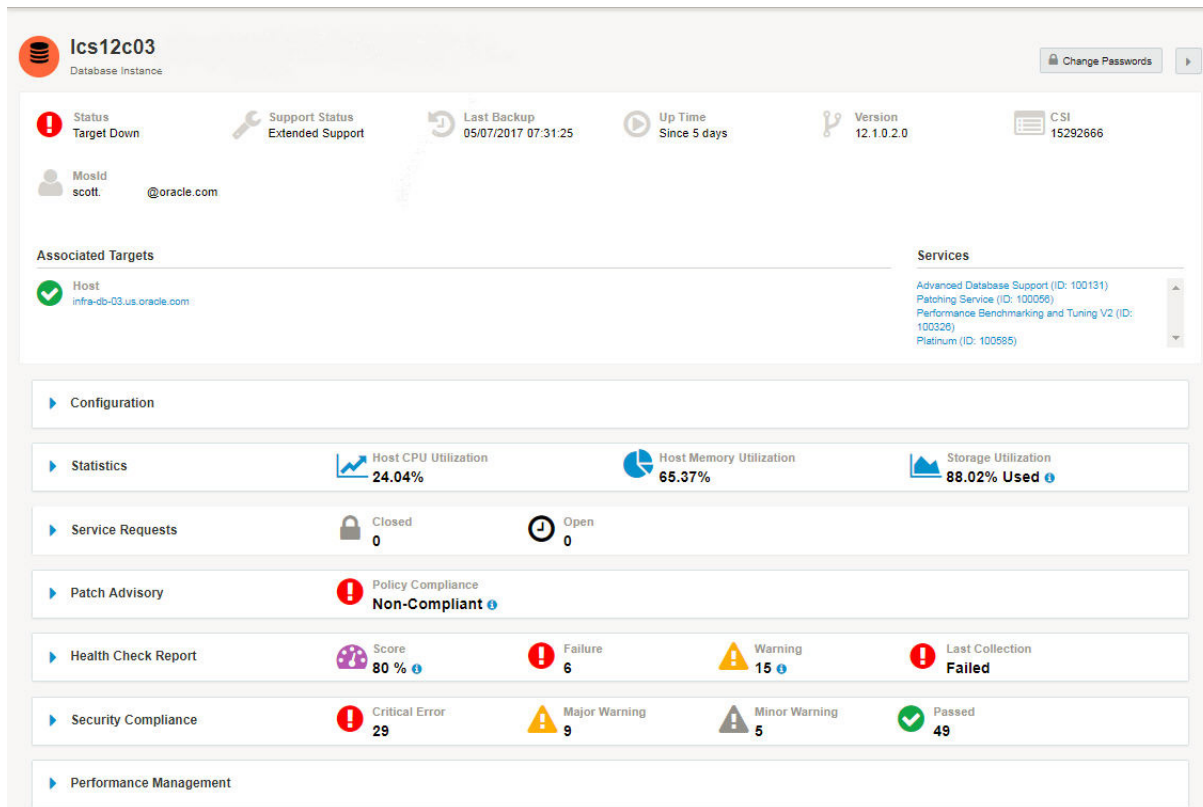 lcs12c03
Database Instance
Change Passwords
Status
Target Down
Support Status
Extended Support
Last Backup
05/07/2017 07:31:25
Up Time
Since 5 days
Version
12.1.0.2.0
CSI
15292666
MosId
scott. @oracle.com
Associated Targets
Host
infra-db-03.us.oracle.com
Services
Advanced Database Support (ID: 100131)
Patching Service (ID: 100056)
Performance Benchmarking and Tuning V2 (ID:
100326)
Platinum (ID: 100585)
Configuration
Statistics
Host CPU Utilization
24.04%
Host Memory Utilization
65.37%
Storage Utilization
88.02% Used
Service Requests
Closed
0
Open
0
Patch Advisory
Policy Compliance
Non-Compliant
Health Check Report
Score
80 %
Failure
6
Warning
15
Last Collection
Failed
Security Compliance
Critical Error
29
Major Warning
9
Minor Warning
5
Passed
49
Performance Management